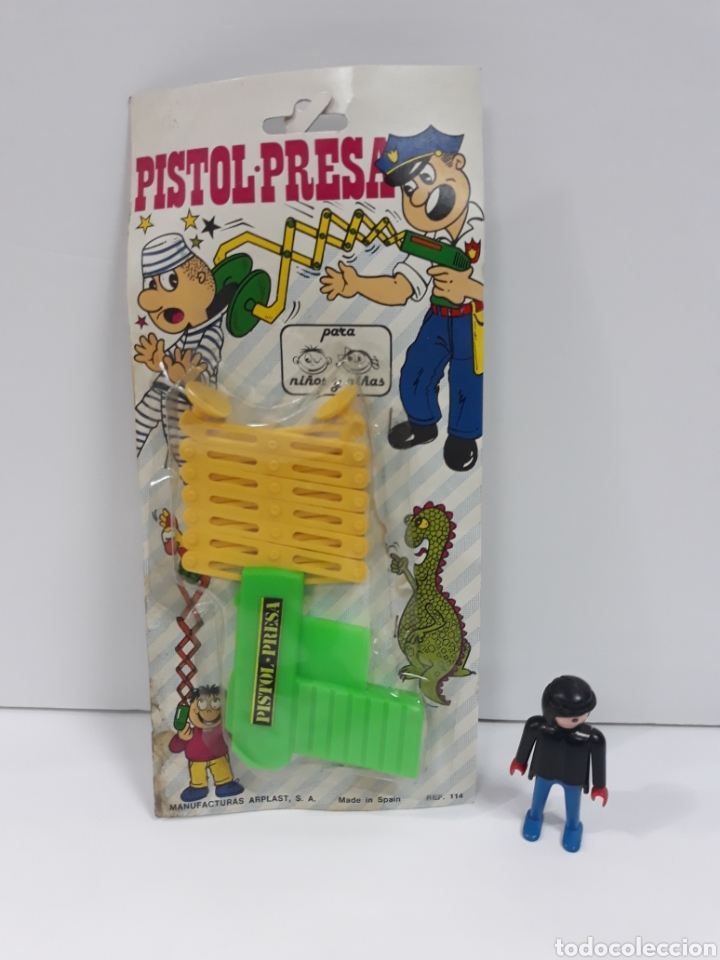 PISTOL·PRESA
para
niños y niñas
PISTOL·PRESA
MANUFACTURAS ARPLAST, S. A. Made in Spain REF. 114
todocoleccion